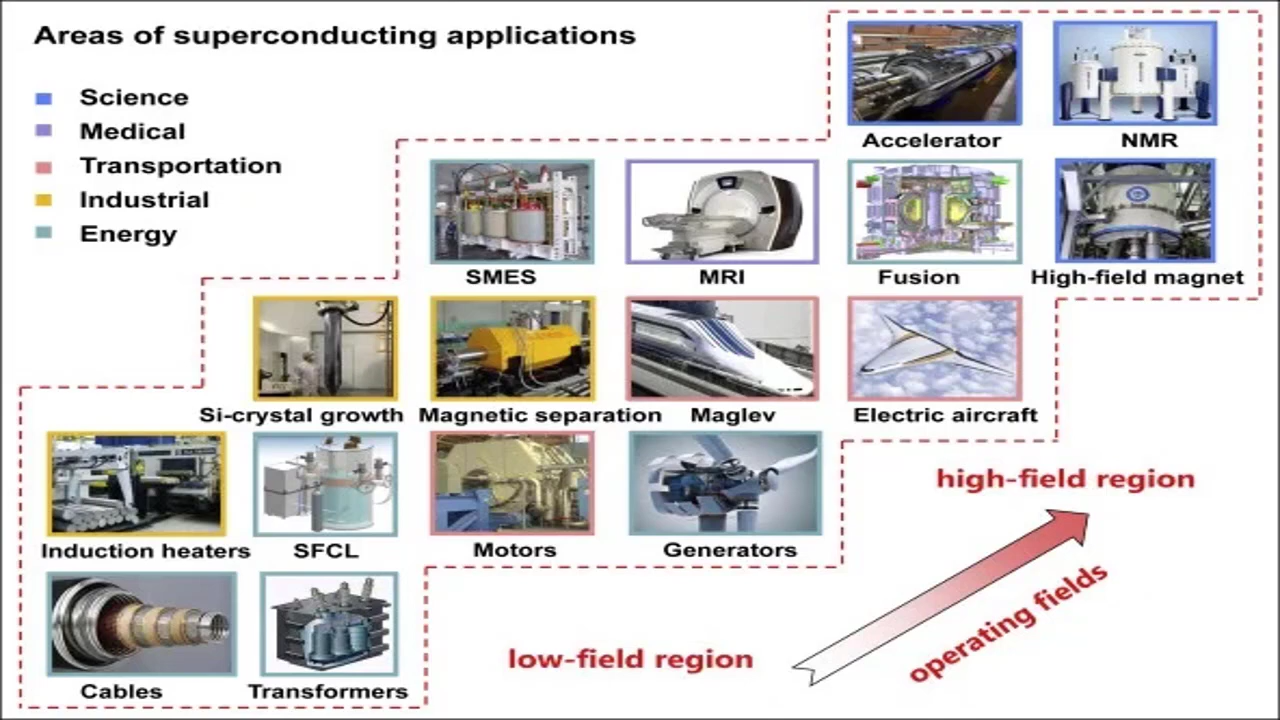 Areas of superconducting applications
Science
Medical
Transportation
Industrial
Energy
Accelerator
NMR
SMES
MRI
Fusion
High-field magnet
Si-crystal growth
Magnetic separation
Maglev
Electric aircraft
Induction heaters
SFCL
Motors
Generators
high-field region
operating fields
low-field region
Cables
Transformers